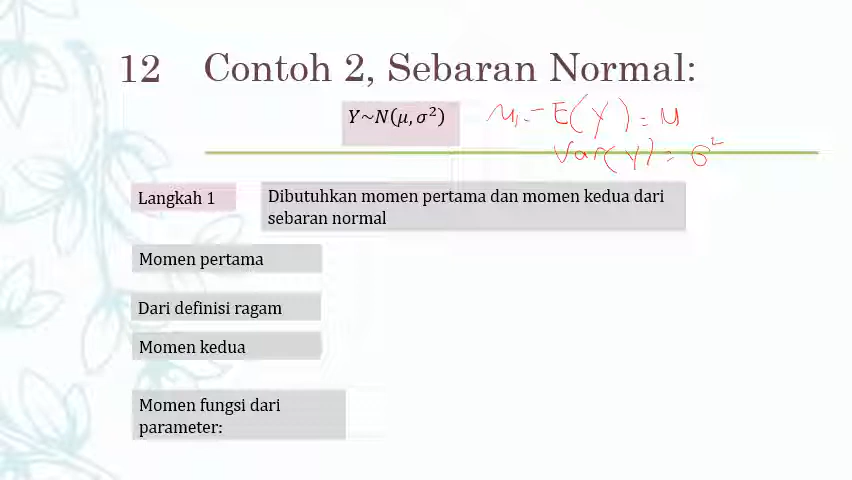 12 Contoh 2, Sebaran Normal:
Y~N(μ, σ²) μ₁ = E(Y) = μ
Var(Y) = σ²
Langkah 1
Dibutuhkan momen pertama dan momen kedua dari
sebaran normal
Momen pertama
Dari definisi ragam
Momen kedua
Momen fungsi dari
parameter: